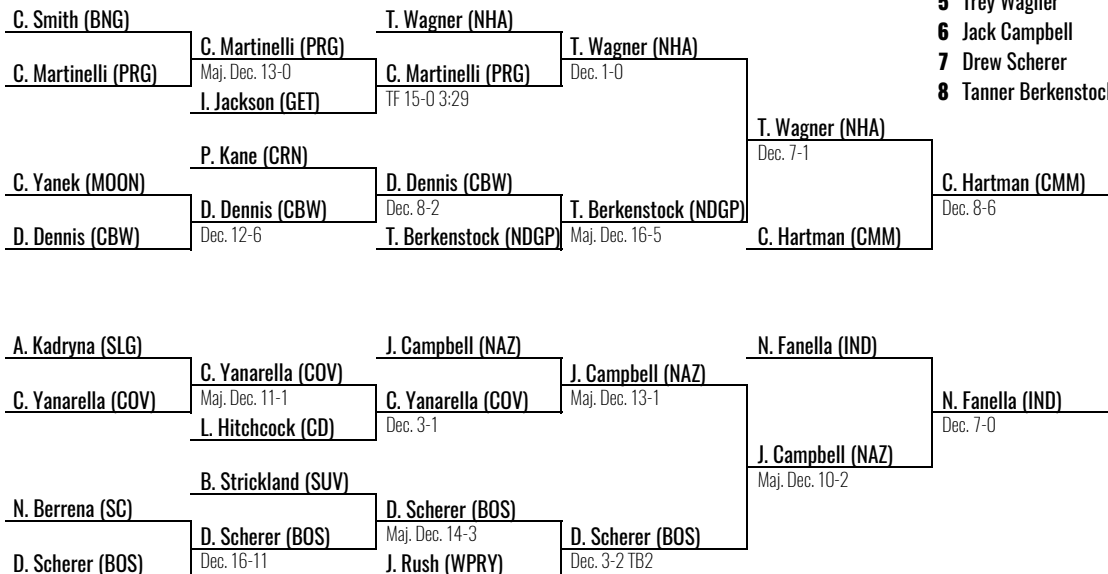 C. Smith (BNG)
C. Martinelli (PRG)
C. Martinelli (PRG)
Maj. Dec. 13-0
I. Jackson (GET)
T. Wagner (NHA)
C. Martinelli (PRG)
TF 15-0 3:29
T. Wagner (NHA)
Dec. 1-0
5 Trey Wagner
6 Jack Campbell
7 Drew Scherer
8 Tanner Berkenstock
C. Yanek (MOON)
D. Dennis (CBW)
P. Kane (CRN)
D. Dennis (CBW)
Dec. 12-6
D. Dennis (CBW)
Dec. 8-2
T. Berkenstock (NDGP)
T. Berkenstock (NDGP)
Maj. Dec. 16-5
T. Wagner (NHA)
Dec. 7-1
C. Hartman (CMM)
C. Hartman (CMM)
Dec. 8-6
A. Kadryna (SLG)
C. Yanarella (COV)
C. Yanarella (COV)
Maj. Dec. 11-1
L. Hitchcock (CD)
J. Campbell (NAZ)
C. Yanarella (COV)
Dec. 3-1
J. Campbell (NAZ)
Maj. Dec. 13-1
N. Berrena (SC)
D. Scherer (BOS)
B. Strickland (SUV)
D. Scherer (BOS)
Dec. 16-11
D. Scherer (BOS)
Maj. Dec. 14-3
J. Rush (WPRY)
D. Scherer (BOS)
Dec. 3-2 TB2
N. Fanella (IND)
J. Campbell (NAZ)
Maj. Dec. 10-2
N. Fanella (IND)
Dec. 7-0